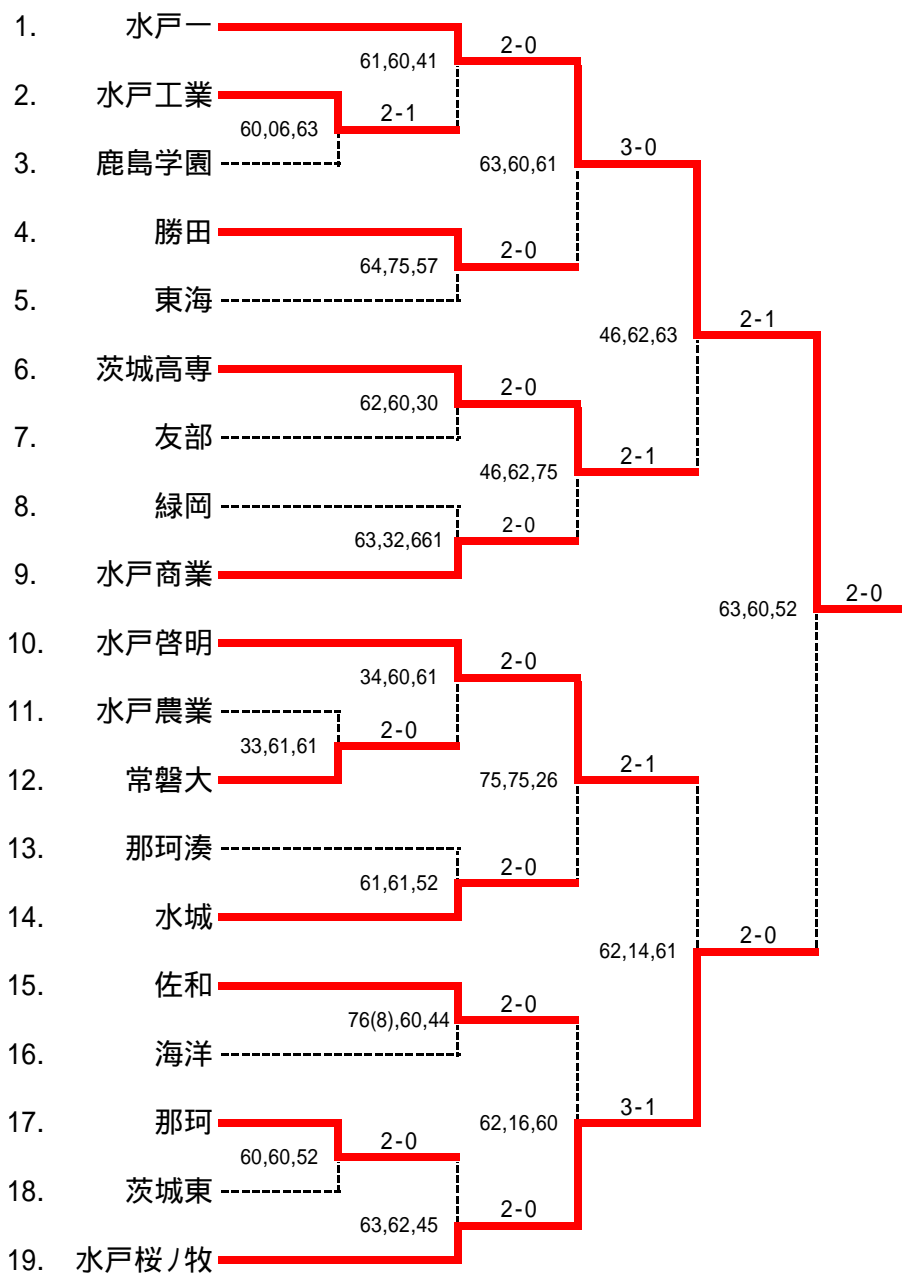 1. 水戸一
2-0
61,60,41
2. 水戸工業
2-1
60,06,63
3-0
3. 鹿島学園
63,60,61
4. 勝田
2-0
64,75,57
5. 東海
2-1
46,62,63
6. 茨城高専
2-0
62,60,30
7. 友部
2-1
46,62,75
8. 緑岡
2-0
63,32,661
9. 水戸商業
2-0
63,60,52
10. 水戸啓明
2-0
34,60,61
11. 水戸農業
2-0
33,61,61
2-1
12. 常磐大
75,75,26
13. 那珂湊
2-0
61,61,52
14. 水城
2-0
62,14,61
15. 佐和
2-0
76(8),60,44
16. 海洋
3-1
17. 那珂
62,16,60
2-0
60,60,52
18. 茨城東
2-0
63,62,45
19. 水戸桜ノ牧